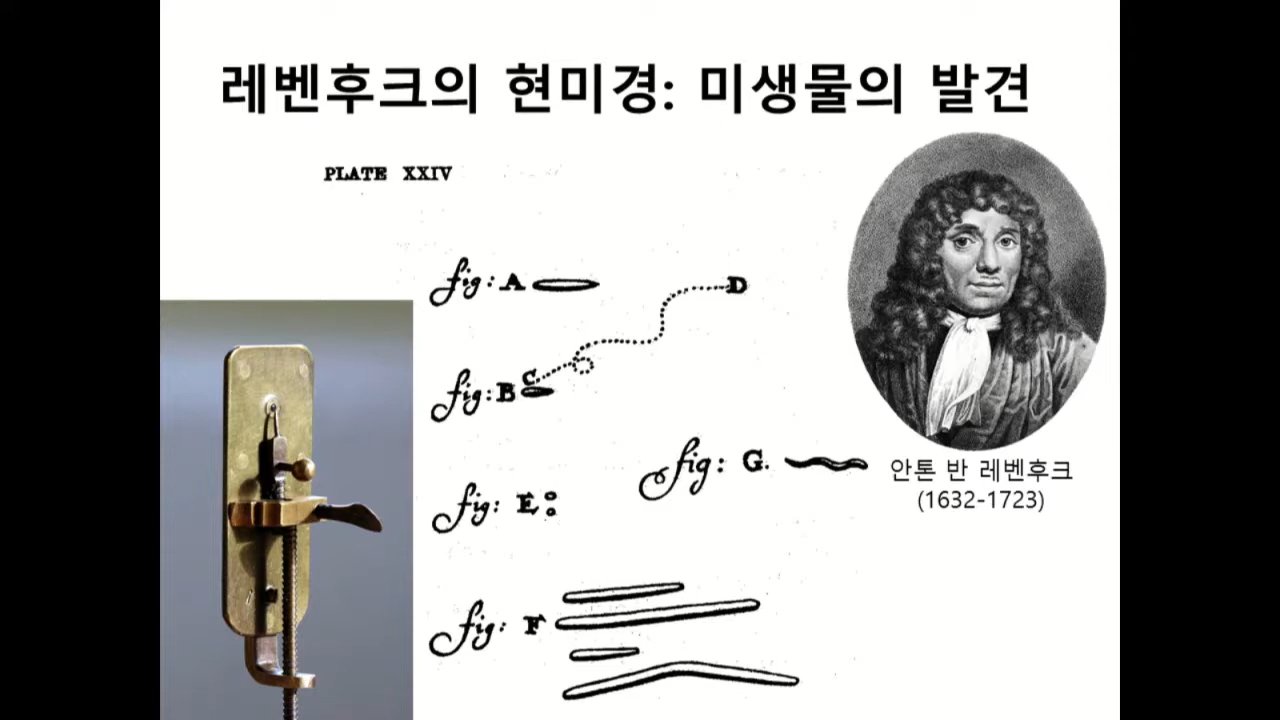 레벤후크의 현미경: 미생물의 발견
PLATE XXIV
fig: A
D
C
fig: B
fig: G.
안톤 반 레벤후크
(1632-1723)
fig: E
fig: F